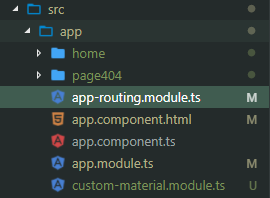 src
app
home
page404
app-routing.module.ts M
app.component.html M
app.component.ts
app.module.ts M
custom-material.module.ts U